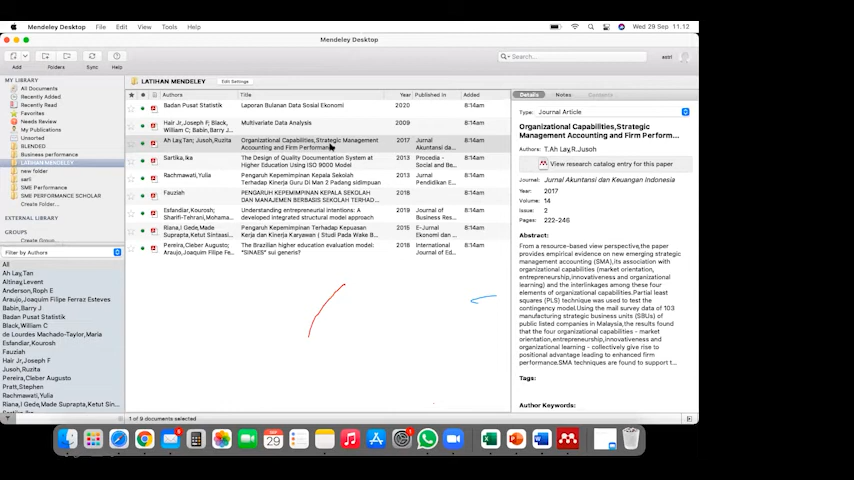 Mendeley Desktop File Edit View Tools Help Wed 29 Sep 11.12
Mendeley Desktop
Add Folders Sync Help
Search...
MY LIBRARY
All Documents
Recently Added
Recently Read
Favorites
Needs Review
My Publications
Unsorted
BLENDED
Business performance
LATIHAN MENDELEY
new folder
sarli
SME Performance
SME PERFORMANCE SCHOLAR
EXTERNAL LIBRARY
GROUPS
Create Group...
Filter by Authors
All
Ah Lay,Tan
Altinay,Levent
Anderson,Roph E
Araujo,Joaquim Filipe Ferraz Esteves
Babin,Barry J
Badan Pusat Statistik
Black,William C
de Lourdes Machado-Taylor, Maria
Esfandiar,Kourosh
Fauziah
Hair Jr,Joseph F
Jusoh,Ruzita
Pereira,Cleber Augusto
Pratt,Stephen
Rachmawati,Yulia
Riana,I Gede,Made Suprapta,Ketut Sin...
LATIHAN MENDELEY Edit Settings
Authors Title Year Published in Added
Badan Pusat Statistik Laporan Bulanan Data Sosial Ekonomi 2020 8:14am
Hair Jr,Joseph F; Black, Multivariate Data Analysis 2009 8:14am
William C; Babin,Barry J...
Ah Lay,Tan; Jusoh,Ruzita Organizational Capabilities,Strategic Management 2017 Jurnal 8:14am
Accounting and Firm Performance Akuntansi da...
Sartika,Ika The Design of Quality Documentation System at 2013 Procedia - 8:14am
Higher Education Using ISO 9000 Model Social and Be...
Rachmawati,Yulia Pengaruh Kepemimpinan Kepala Sekolah 2013 Jurnal 8:14am
Terhadap Kinerja Guru Di Man 2 Padang sidimpuan Pendidikan E...
Fauziah PENGARUH KEPEMIMPINAN KEPALA SEKOLAH 2018 8:14am
DAN MANAJEMEN BERBASIS SEKOLAH TERHAD...
Esfandiar,Kourosh; Understanding entrepreneurial intentions: A 2019 Journal of 8:14am
Sharifi-Tehrani,Mohama... developed integrated structural model approach Business Res...
Riana,I Gede,Made Pengaruh Kepemimpinan Terhadap Kepuasan 2015 E-Jurnal 8:14am
Suprapta,Ketut Sintiasi... Kerja dan Kinerja Karyawan ( Studi Pada Wake B... Ekonomi dan ...
Pereira,Cleber Augusto; The Brazilian higher education evaluation model: 2018 International 8:14am
Araujo,Joaquim Filipe... "SINAES" sui generis? Journal of Ed...
1 of 9 documents selected
Details Notes Contents
Type: Journal Article
Organizational Capabilities,Strategic
Management Accounting and Firm Perform...
Authors: T.Ah Lay,R.Jusoh
View research catalog entry for this paper
Journal: Jurnal Akuntansi dan Keuangan Indonesia
Year: 2017
Volume: 14
Issue: 2
Pages: 222-246
Abstract:
From a resource-based view perspective,the paper
provides empirical evidence on new emerging strategic
management accounting (SMA),its association with
organizational capabilities (market orientation,
entrepreneurship,innovativeness and organizational
learning) and the interlinkages among these four
elements of organizational capabilities.Partial least
squares (PLS) technique was used to test the
contingency model.Using the mail survey data of 103
manufacturing strategic business units (SBUs) of
public listed companies in Malaysia,the results found
that the four organizational capabilities - market
orientation,entrepreneurship,innovativeness and
organizational learning - collectively give rise to
positional advantage leading to enhanced firm
performance.SMA techniques are found to support t...
Tags:
Author Keywords: